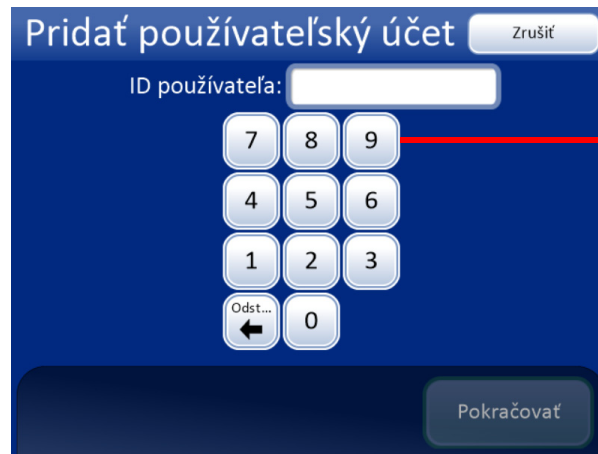 Pridať používateľský účet Zrušiť
ID používateľa:
7 8 9
4 5 6
1 2 3
Odst...
0
Pokračovať